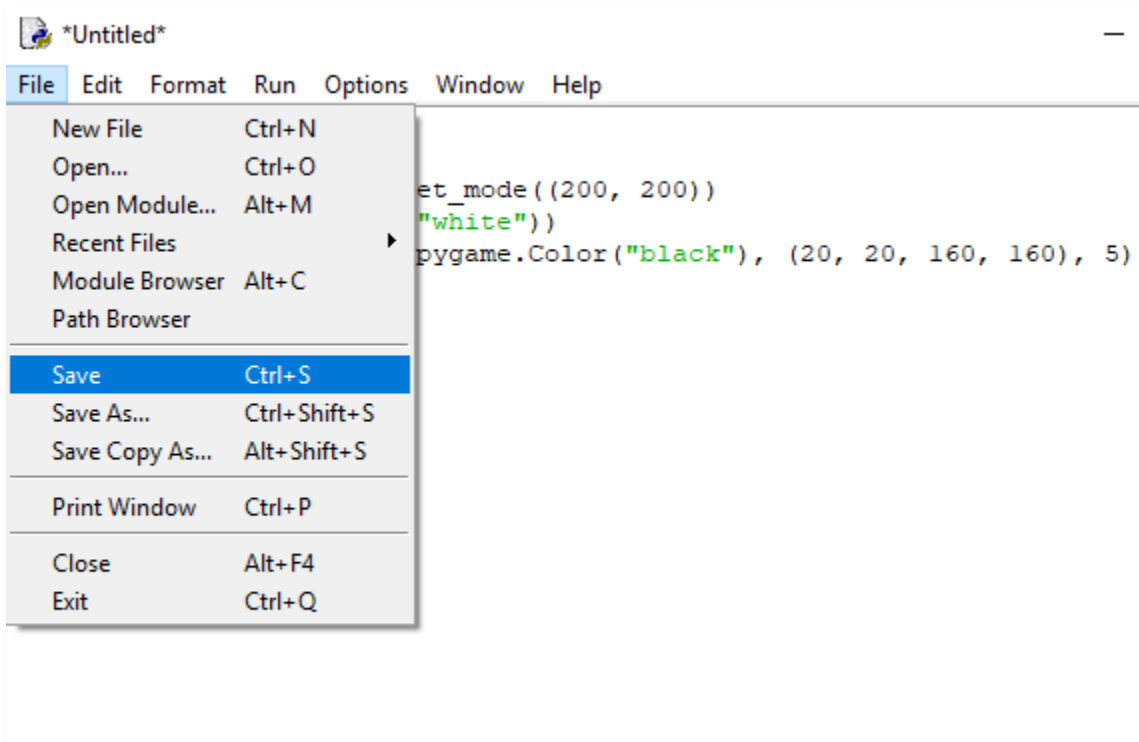 *Untitled*
File Edit Format Run Options Window Help
New File Ctrl+N
Open... Ctrl+O
Open Module... Alt+M
Recent Files
Module Browser Alt+C
Path Browser
Save Ctrl+S
Save As... Ctrl+Shift+S
Save Copy As... Alt+Shift+S
Print Window Ctrl+P
Close Alt+F4
Exit Ctrl+Q
et_mode((200, 200))
"white"))
pygame.Color("black"), (20, 20, 160, 160), 5)